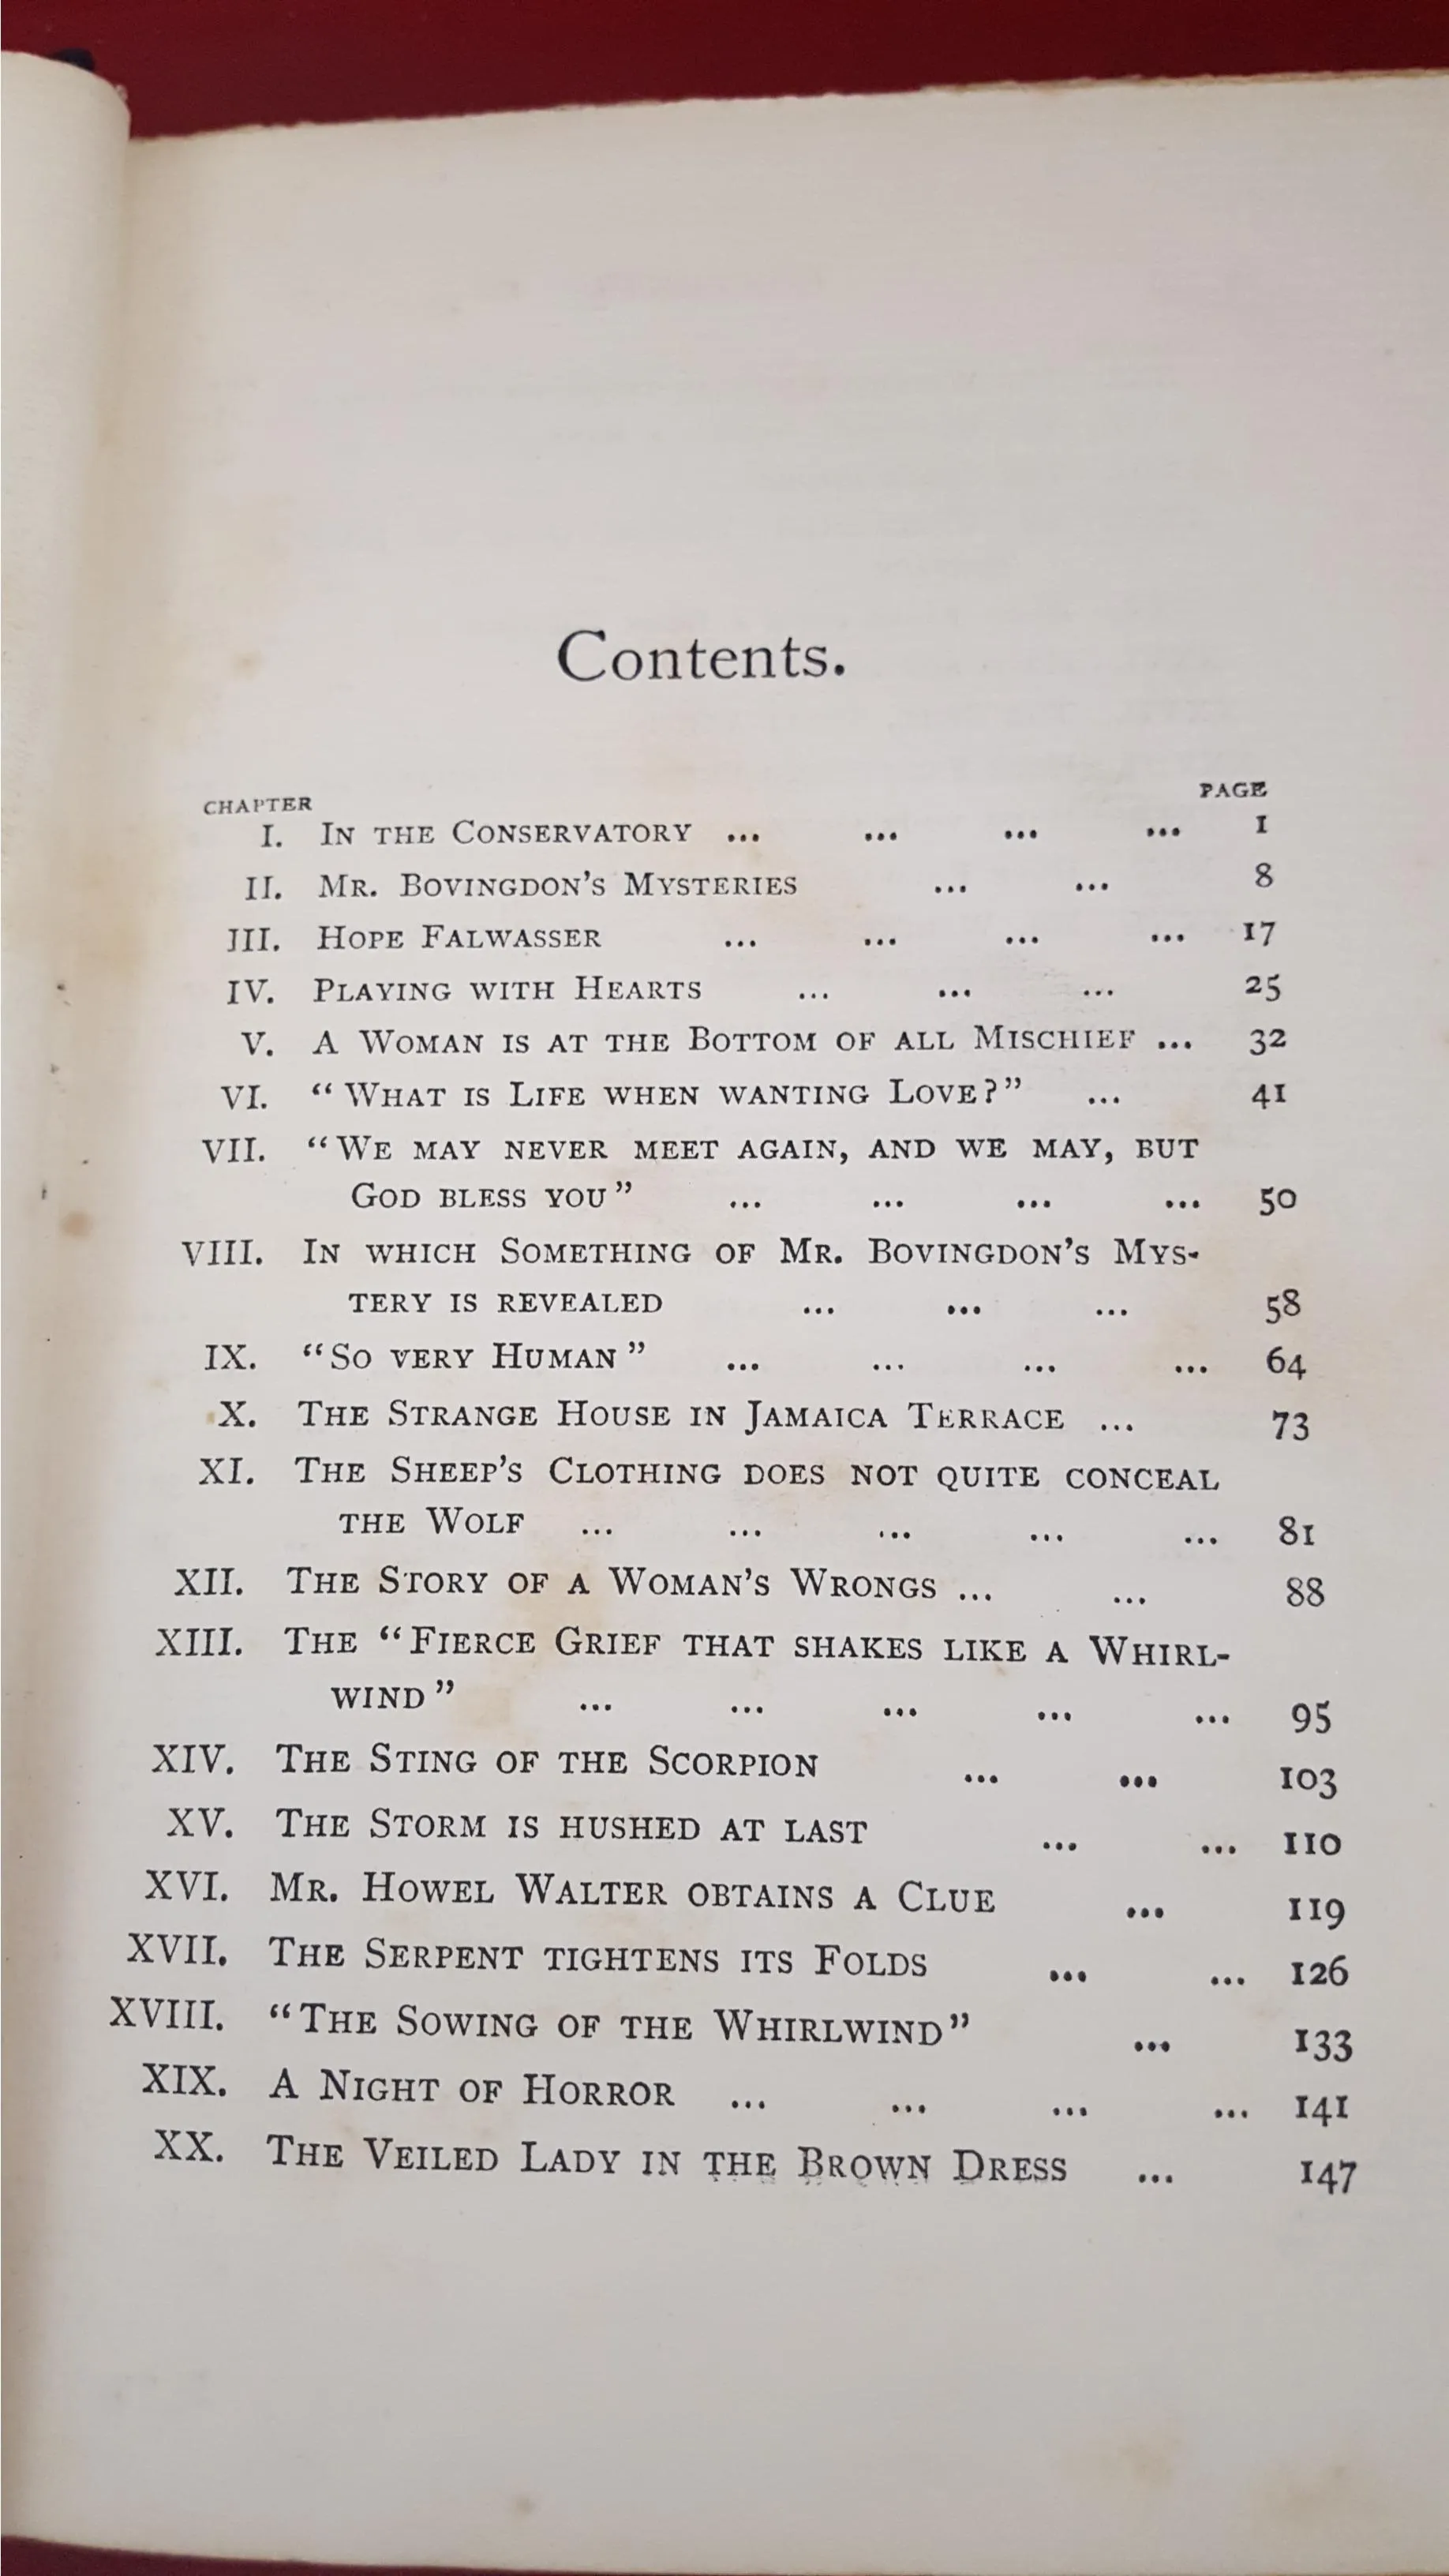 Contents.
CHAPTER PAGE
I. IN THE CONSERVATORY ... ... ... ... 1
II. MR. BOVINGDON'S MYSTERIES ... ... 8
III. HOPE FALWASSER ... ... ... ... 17
IV. PLAYING WITH HEARTS ... ... ... 25
V. A WOMAN IS AT THE BOTTOM OF ALL MISCHIEF ... 32
VI. "WHAT IS LIFE WHEN WANTING LOVE?" ... 41
VII. "WE MAY NEVER MEET AGAIN, AND WE MAY, BUT
GOD BLESS YOU" ... ... ... ... 50
VIII. IN WHICH SOMETHING OF MR. BOVINGDON'S MYS-
TERY IS REVEALED ... ... ... 58
IX. "SO VERY HUMAN" ... ... ... ... 64
X. THE STRANGE HOUSE IN JAMAICA TERRACE ... 73
XI. THE SHEEP'S CLOTHING DOES NOT QUITE CONCEAL
THE WOLF ... ... ... ... ... 81
XII. THE STORY OF A WOMAN'S WRONGS ... ... 88
XIII. THE "FIERCE GRIEF THAT SHAKES LIKE A WHIRL-
WIND" ... ... ... ... ... 95
XIV. THE STING OF THE SCORPION ... ... 103
XV. THE STORM IS HUSHED AT LAST ... ... 110
XVI. MR. HOWEL WALTER OBTAINS A CLUE ... 119
XVII. THE SERPENT TIGHTENS ITS FOLDS ... ... 126
XVIII. "THE SOWING OF THE WHIRLWIND" ... 133
XIX. A NIGHT OF HORROR ... ... ... ... 141
XX. THE VEILED LADY IN THE BROWN DRESS ... 147